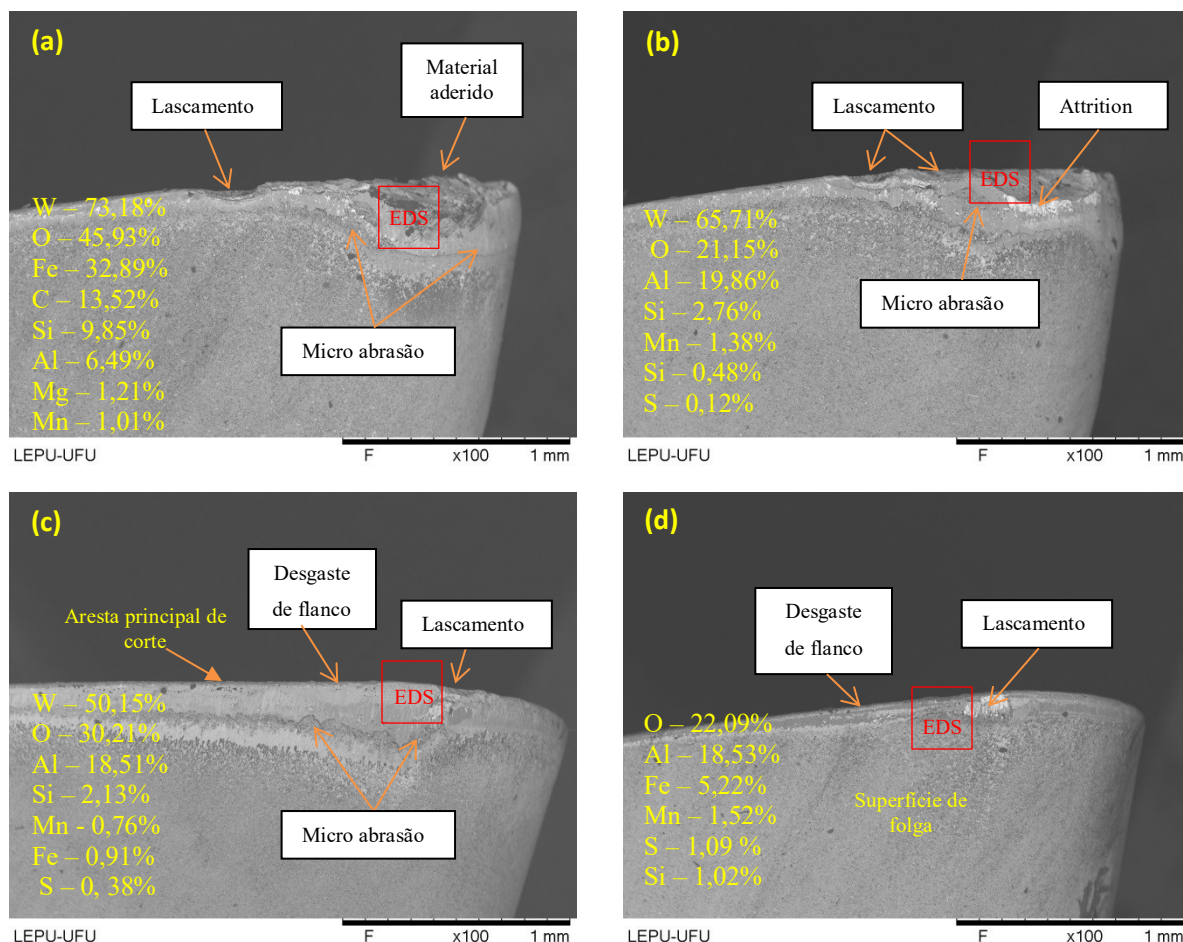 (a)
Material
aderido
Lascamento
W – 73,18%
O – 45,93%
Fe – 32,89%
C – 13,52%
Si – 9,85%
Al – 6,49%
Mg – 1,21%
Mn – 1,01%
EDS
Micro abrasão
LEPU-UFU F x100 1 mm
(b)
Lascamento
Attrition
EDS
W – 65,71%
O – 21,15%
Al – 19,86%
Si – 2,76%
Mn – 1,38%
Si – 0,48%
S – 0,12%
Micro abrasão
LEPU-UFU F x100 1 mm
(c)
Desgaste
de flanco
Aresta principal de
corte
Lascamento
EDS
W – 50,15%
O – 30,21%
Al – 18,51%
Si – 2,13%
Mn - 0,76%
Fe – 0,91%
S – 0, 38%
Micro abrasão
LEPU-UFU F x100 1 mm
(d)
Desgaste
de flanco
Lascamento
EDS
O – 22,09%
Al – 18,53%
Fe – 5,22%
Mn – 1,52%
S – 1,09 %
Si – 1,02%
Superfície de
folga
LEPU-UFU F x100 1 mm